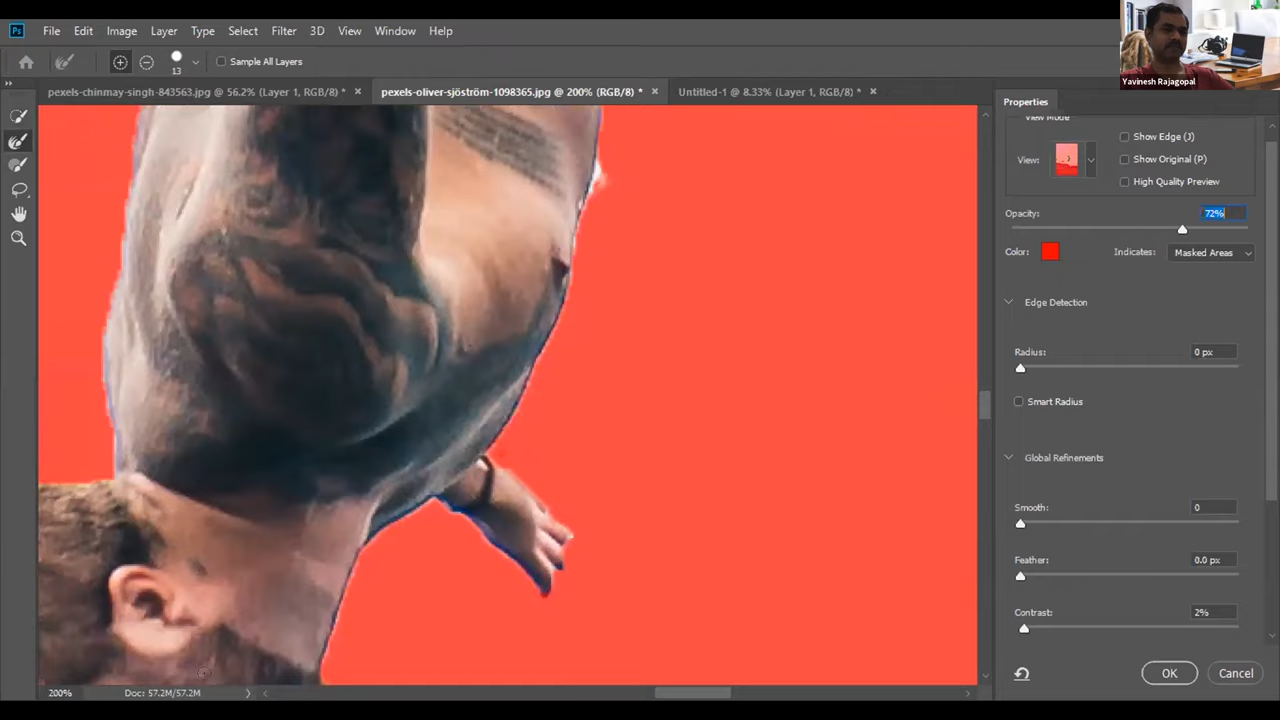 Ps File Edit Image Layer Type Select Filter 3D View Window Help
Yavinesh Rajagopal
13 Sample All Layers
pexels-chinmay-singh-843563.jpg @ 56.2% (Layer 1, RGB/8) *
pexels-oliver-sjöström-1098365.jpg @ 200% (RGB/8) *
Untitled-1 @ 8.33% (Layer 1, RGB/8) *
Properties
View Mode
Show Edge (J)
View:
Show Original (P)
High Quality Preview
Opacity: 72%
Color: Indicates: Masked Areas
Edge Detection
Radius: 0 px
Smart Radius
Global Refinements
Smooth: 0
Feather: 0.0 px
Contrast: 2%
OK Cancel
200% Doc: 57.2M/57.2M